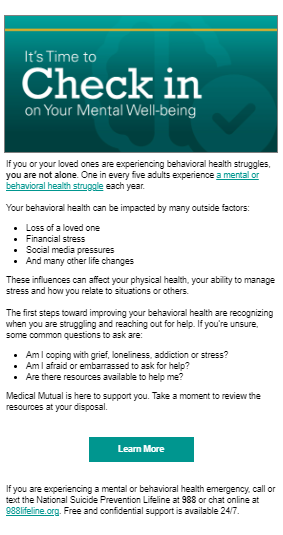 It's Time to
Check in
on Your Mental Well-being
If you or your loved ones are experiencing behavioral health struggles,
you are not alone. One in every five adults experience a mental or
behavioral health struggle each year.
Your behavioral health can be impacted by many outside factors:
• Loss of a loved one
• Financial stress
• Social media pressures
• And many other life changes
These influences can affect your physical health, your ability to manage
stress and how you relate to situations or others.
The first steps toward improving your behavioral health are recognizing
when you are struggling and reaching out for help. If you're unsure,
some common questions to ask are:
• Am I coping with grief, loneliness, addiction or stress?
• Am I afraid or embarrassed to ask for help?
• Are there resources available to help me?
Medical Mutual is here to support you. Take a moment to review the
resources at your disposal.
Learn More
If you are experiencing a mental or behavioral health emergency, call or
text the National Suicide Prevention Lifeline at 988 or chat online at
988lifeline.org. Free and confidential support is available 24/7.